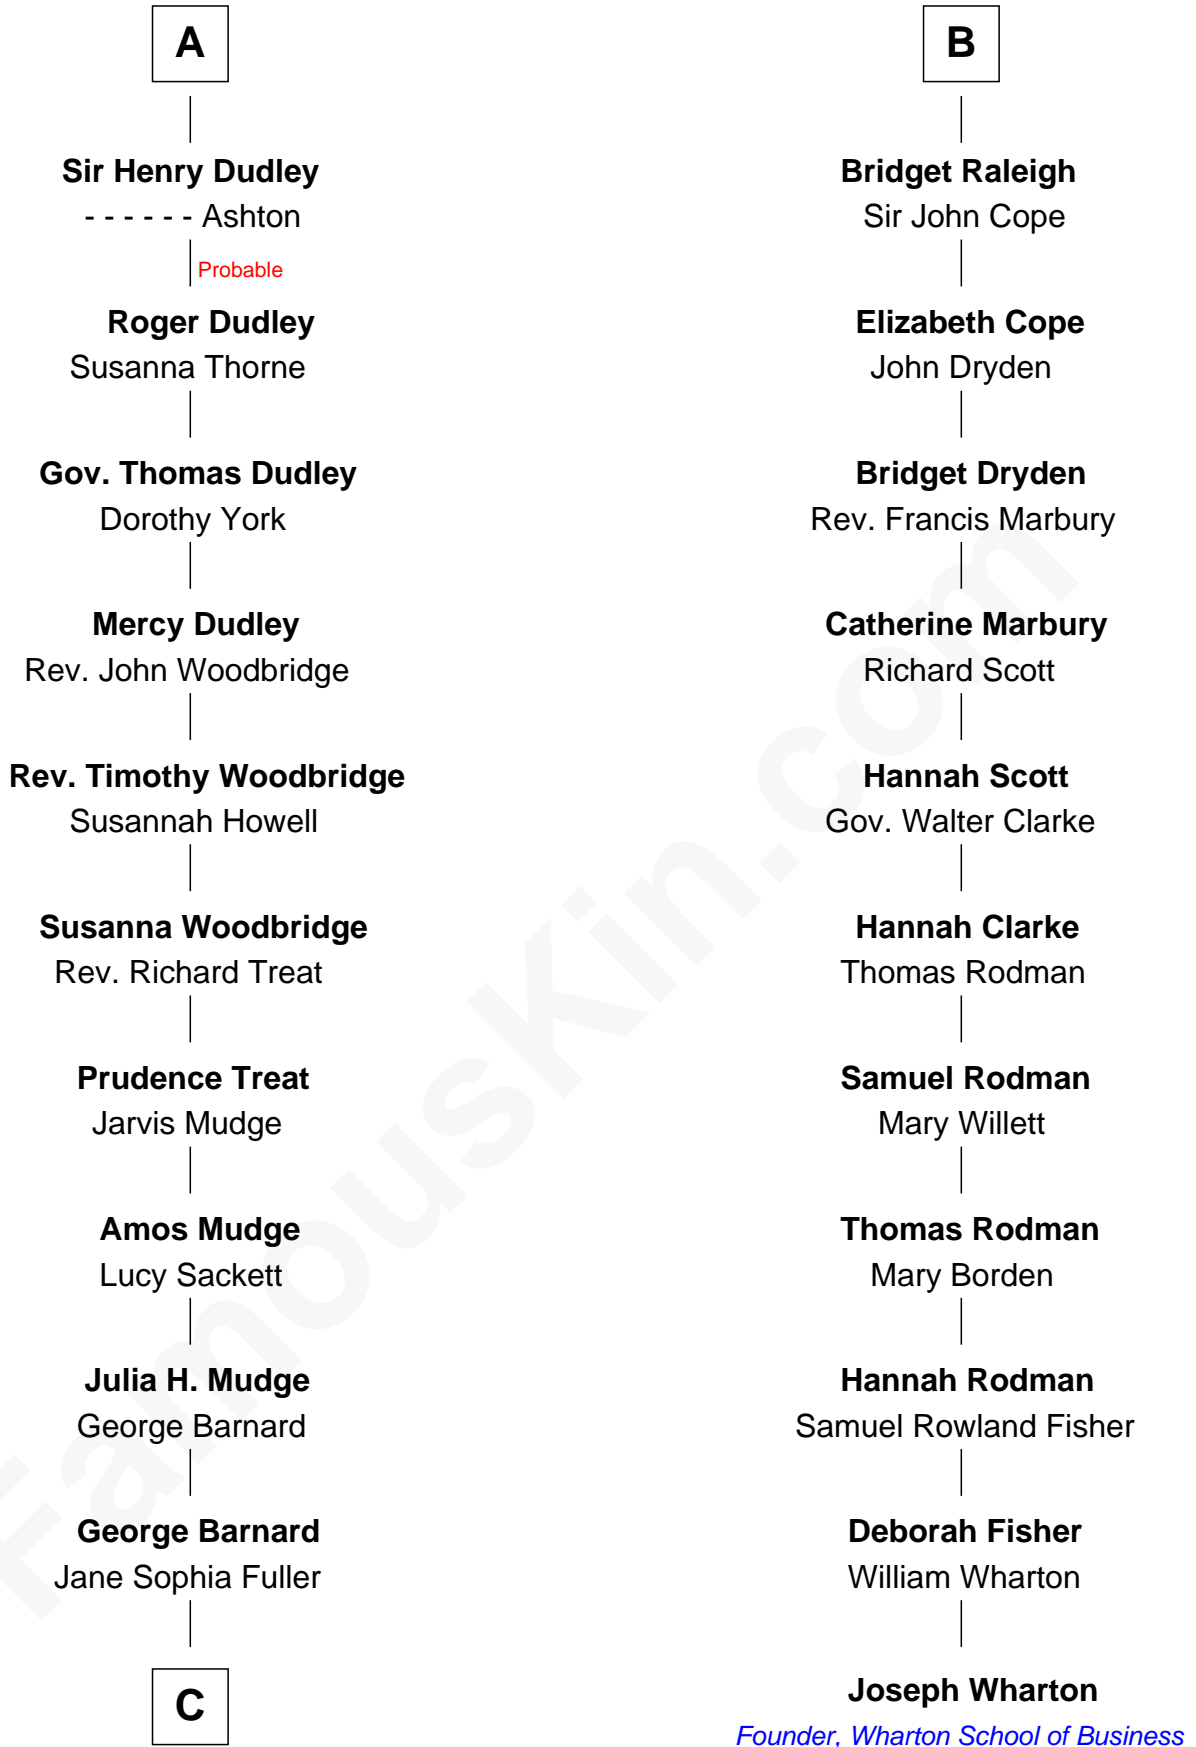 A
Sir Henry Dudley
- - - - - - Ashton
Probable
Roger Dudley
Susanna Thorne
Gov. Thomas Dudley
Dorothy York
Mercy Dudley
Rev. John Woodbridge
Rev. Timothy Woodbridge
Susannah Howell
Susanna Woodbridge
Rev. Richard Treat
Prudence Treat
Jarvis Mudge
Amos Mudge
Lucy Sackett
Julia H. Mudge
George Barnard
George Barnard
Jane Sophia Fuller
C
B
Bridget Raleigh
Sir John Cope
Elizabeth Cope
John Dryden
Bridget Dryden
Rev. Francis Marbury
Catherine Marbury
Richard Scott
Hannah Scott
Gov. Walter Clarke
Hannah Clarke
Thomas Rodman
Samuel Rodman
Mary Willett
Thomas Rodman
Mary Borden
Hannah Rodman
Samuel Rowland Fisher
Deborah Fisher
William Wharton
Joseph Wharton
Founder, Wharton School of Business
FamousKin.com